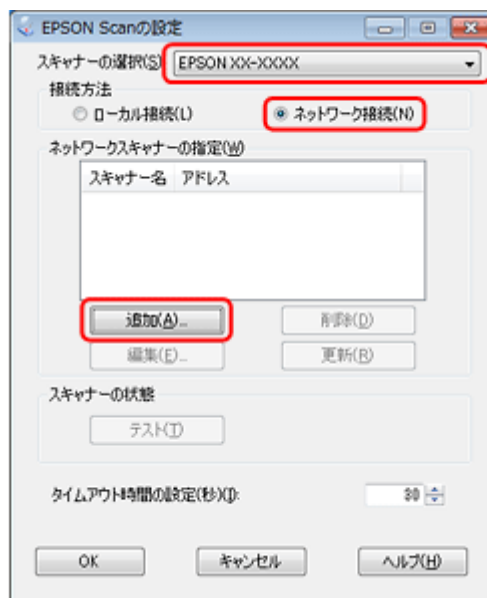 EPSON Scanの設定
スキャナーの選択(S) EPSON XX-XXXX
接続方法
ローカル接続(L) ネットワーク接続(N)
ネットワークスキャナーの指定(W)
スキャナー名 アドレス
追加(A)... 削除(D)
編集(E)... 更新(R)
スキャナーの状態
テスト(T)
タイムアウト時間の設定(秒)(I): 30
OK キャンセル ヘルプ(H)